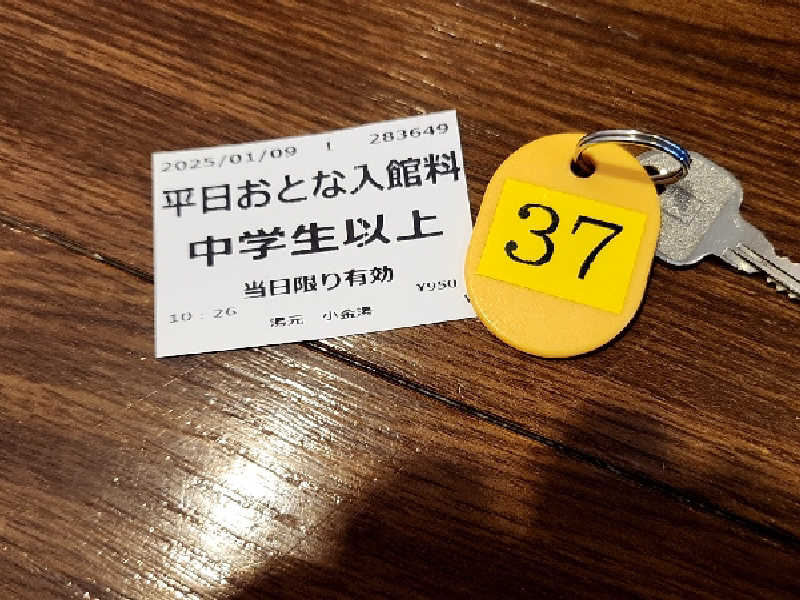 2025/01/09 1 283649
平日おとな入館料
中学生以上
当日限り有効
¥950
10:26 湯元 小金湯
37